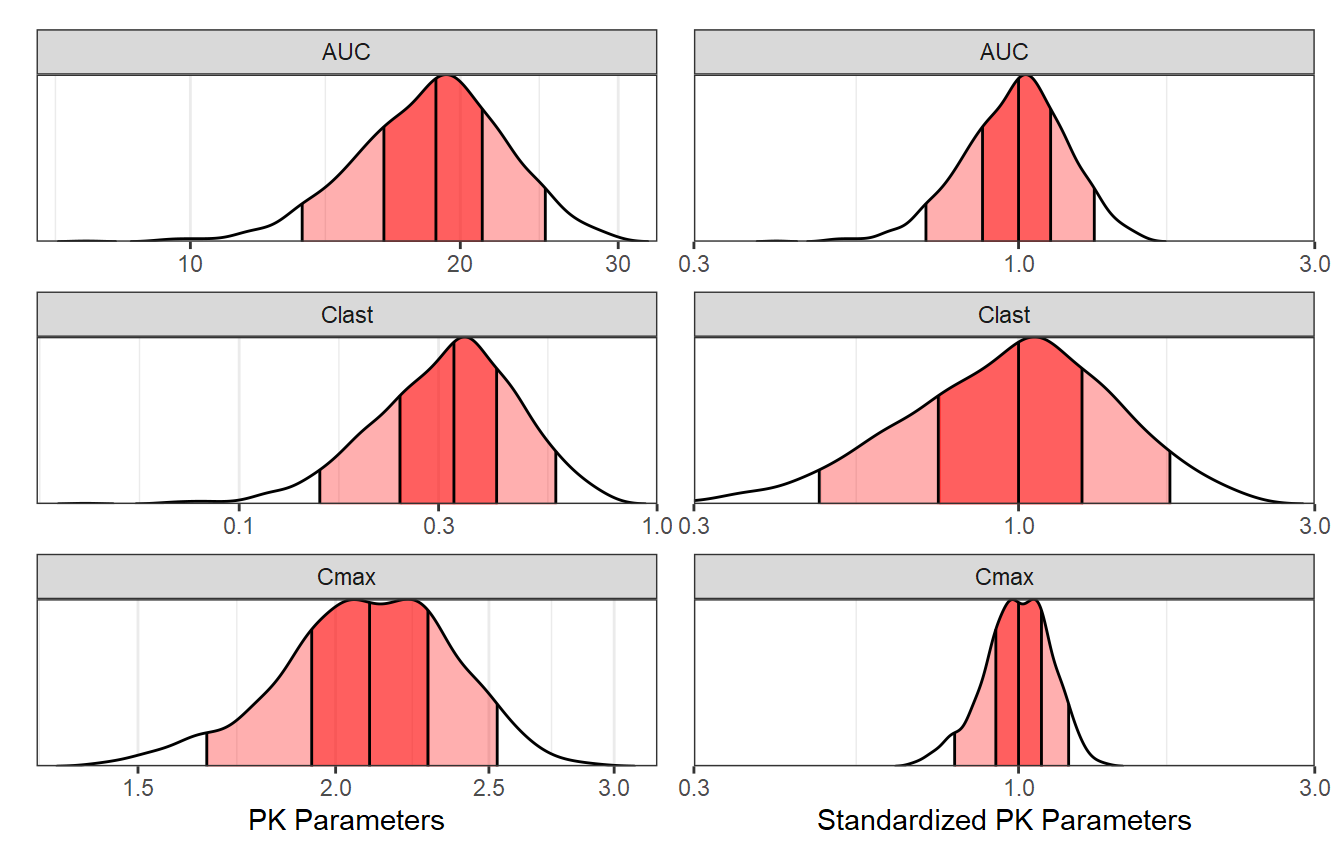 AUC AUC
10 20 30 0.3 1.0 3.0
Clast Clast
0.1 0.3 1.0 0.3 1.0 3.0
Cmax Cmax
1.5 2.0 2.5 3.0 0.3 1.0 3.0
PK Parameters Standardized PK Parameters